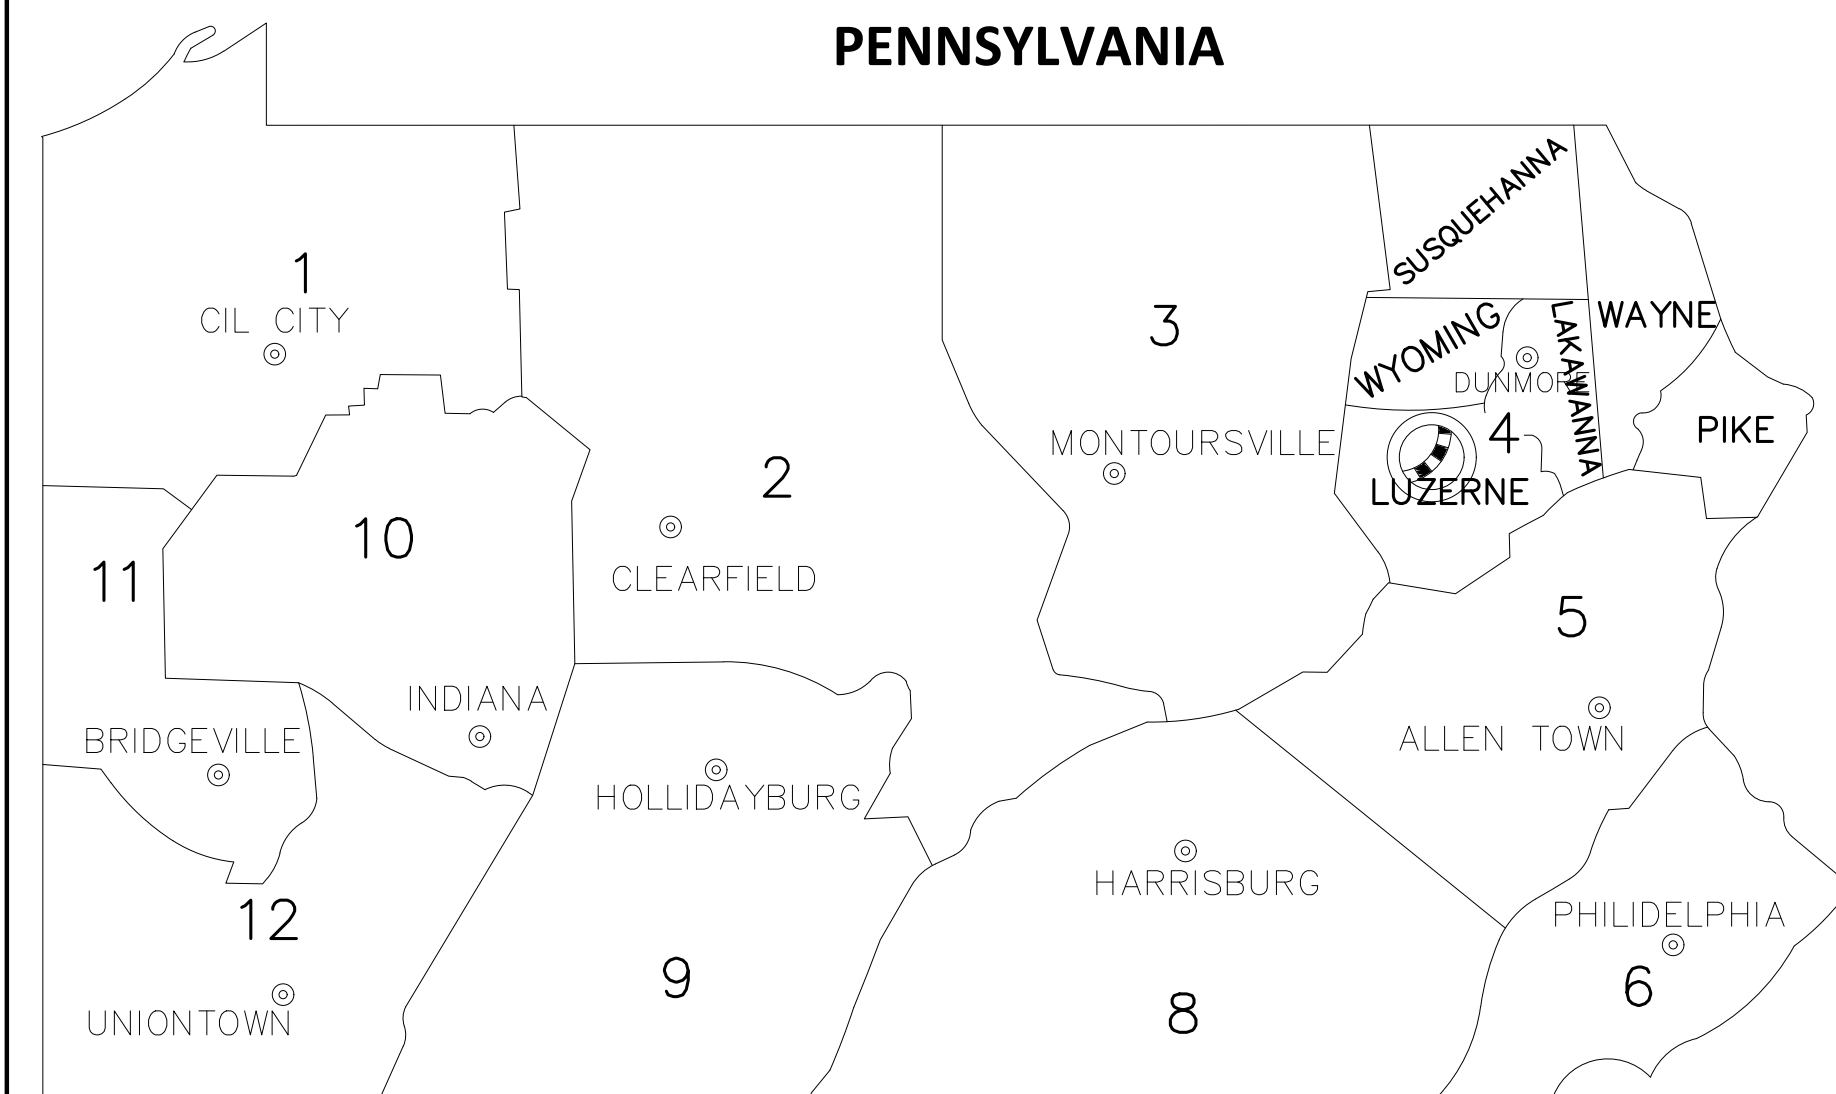 PENNSYLVANIA
SUSQUEHANNA
1
CIL CITY
WAYNE
LAKAWANNA
WYOMING
3
DUNMORE
PIKE
4
MONTOURSVILLE
2
LUZERNE
10
11
CLEARFIELD
5
INDIANA
BRIDGEVILLE
ALLEN TOWN
HOLLIDAYBURG
HARRISBURG
12
PHILIDELPHIA
9
6
8
UNIONTOWN